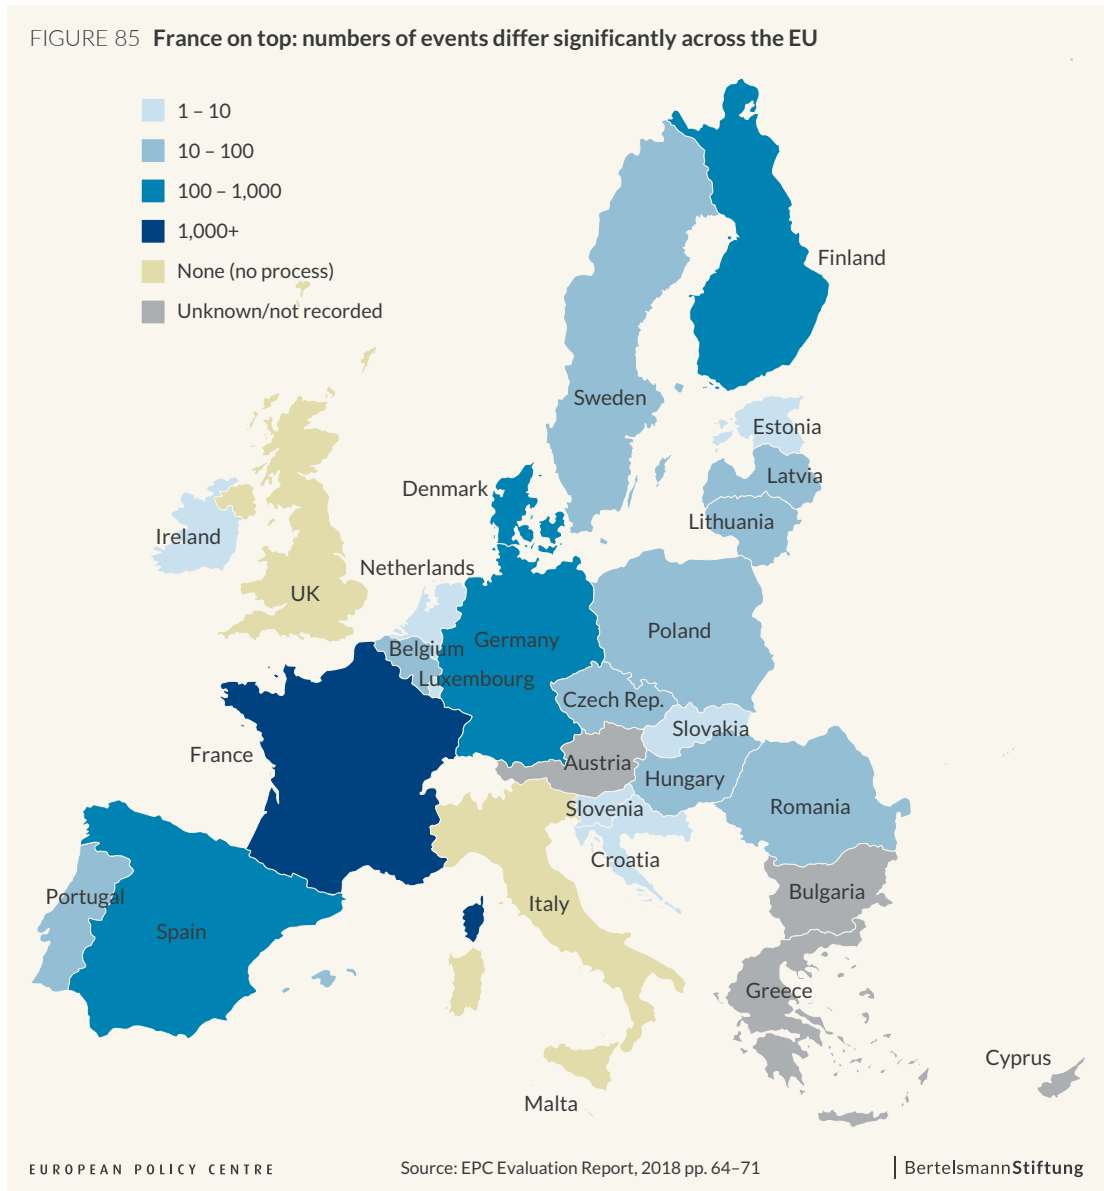 FIGURE 85 France on top: numbers of events differ significantly across the EU
1 – 10
10 – 100
100 – 1,000
1,000+
None (no process)
Unknown/not recorded
Finland
Sweden
Estonia
Latvia
Denmark
Lithuania
Ireland
Netherlands
UK
Poland
Germany
Belgium
Luxembourg
Czech Rep.
Slovakia
France
Austria
Hungary
Slovenia
Romania
Croatia
Bulgaria
Portugal
Italy
Spain
Greece
Cyprus
Malta
EUROPEAN POLICY CENTRE
Source: EPC Evaluation Report, 2018 pp. 64–71
BertelsmannStiftung